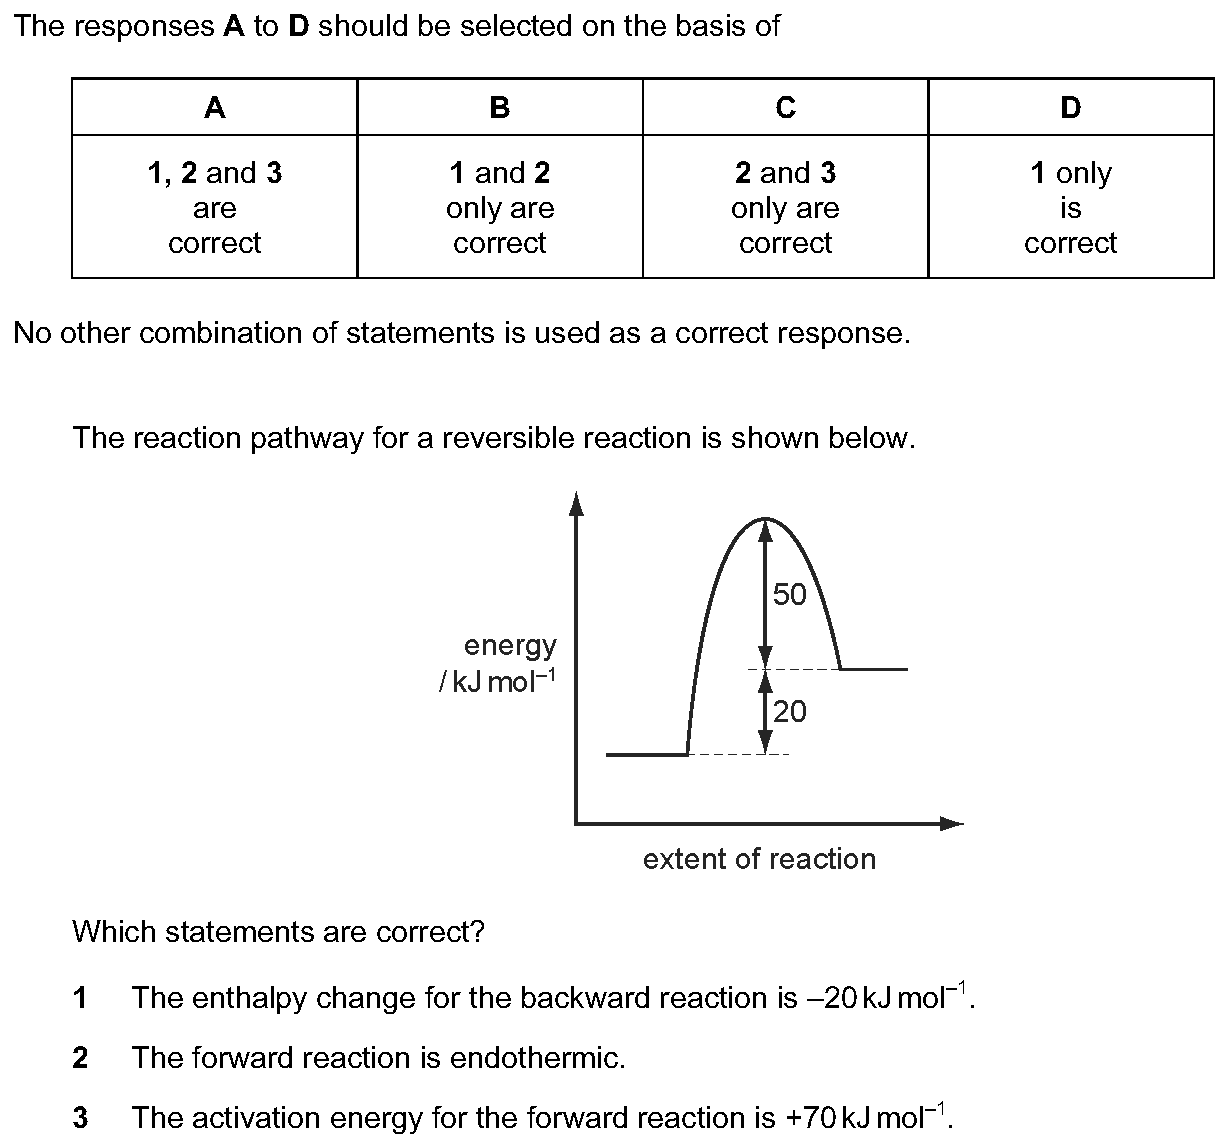 The responses A to D should be selected on the basis of
A B C D
1, 2 and 3 1 and 2 2 and 3 1 only
are only are only are is
correct correct correct correct
No other combination of statements is used as a correct response.
The reaction pathway for a reversible reaction is shown below.
50
energy
/ kJ mol⁻¹
20
extent of reaction
Which statements are correct?
1 The enthalpy change for the backward reaction is –20 kJ mol⁻¹.
2 The forward reaction is endothermic.
3 The activation energy for the forward reaction is +70 kJ mol⁻¹.